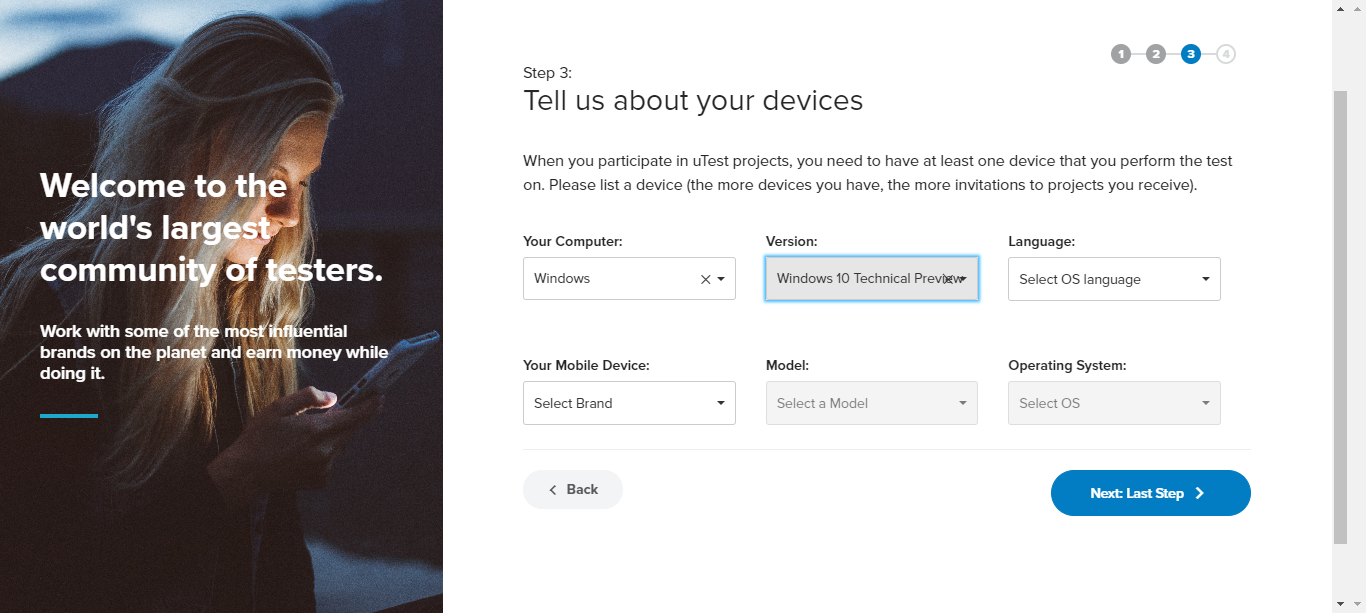 Welcome to the
world's largest
community of testers.
Work with some of the most influential
brands on the planet and earn money while
doing it.
1 2 3 4
Step 3:
Tell us about your devices
When you participate in uTest projects, you need to have at least one device that you perform the test
on. Please list a device (the more devices you have, the more invitations to projects you receive).
Your Computer: Version: Language:
Windows Windows 10 Technical Preview Select OS language
Your Mobile Device: Model: Operating System:
Select Brand Select a Model Select OS
Back Next: Last Step